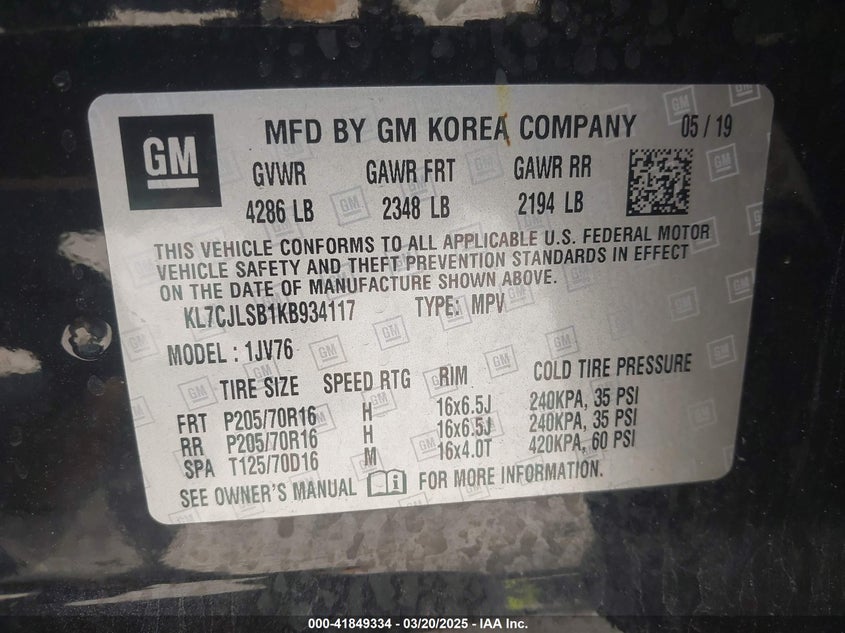 GM MFD BY GM KOREA COMPANY 05 / 19
GVWR GAWR FRT GAWR RR
4286 LB 2348 LB 2194 LB
THIS VEHICLE CONFORMS TO ALL APPLICABLE U.S. FEDERAL MOTOR
VEHICLE SAFETY AND THEFT PREVENTION STANDARDS IN EFFECT
ON THE DATE OF MANUFACTURE SHOWN ABOVE.
KL7CJLSB1KB934117 TYPE: MPV
MODEL : 1JV76
TIRE SIZE SPEED RTG RIM COLD TIRE PRESSURE
FRT P205/70R16 H 16x6.5J 240KPA, 35 PSI
RR P205/70R16 H 16x6.5J 240KPA, 35 PSI
SPA T125/70D16 M 16x4.0T 420KPA, 60 PSI
SEE OWNER'S MANUAL FOR MORE INFORMATION.
000-41849334 - 03/20/2025 - IAA Inc.